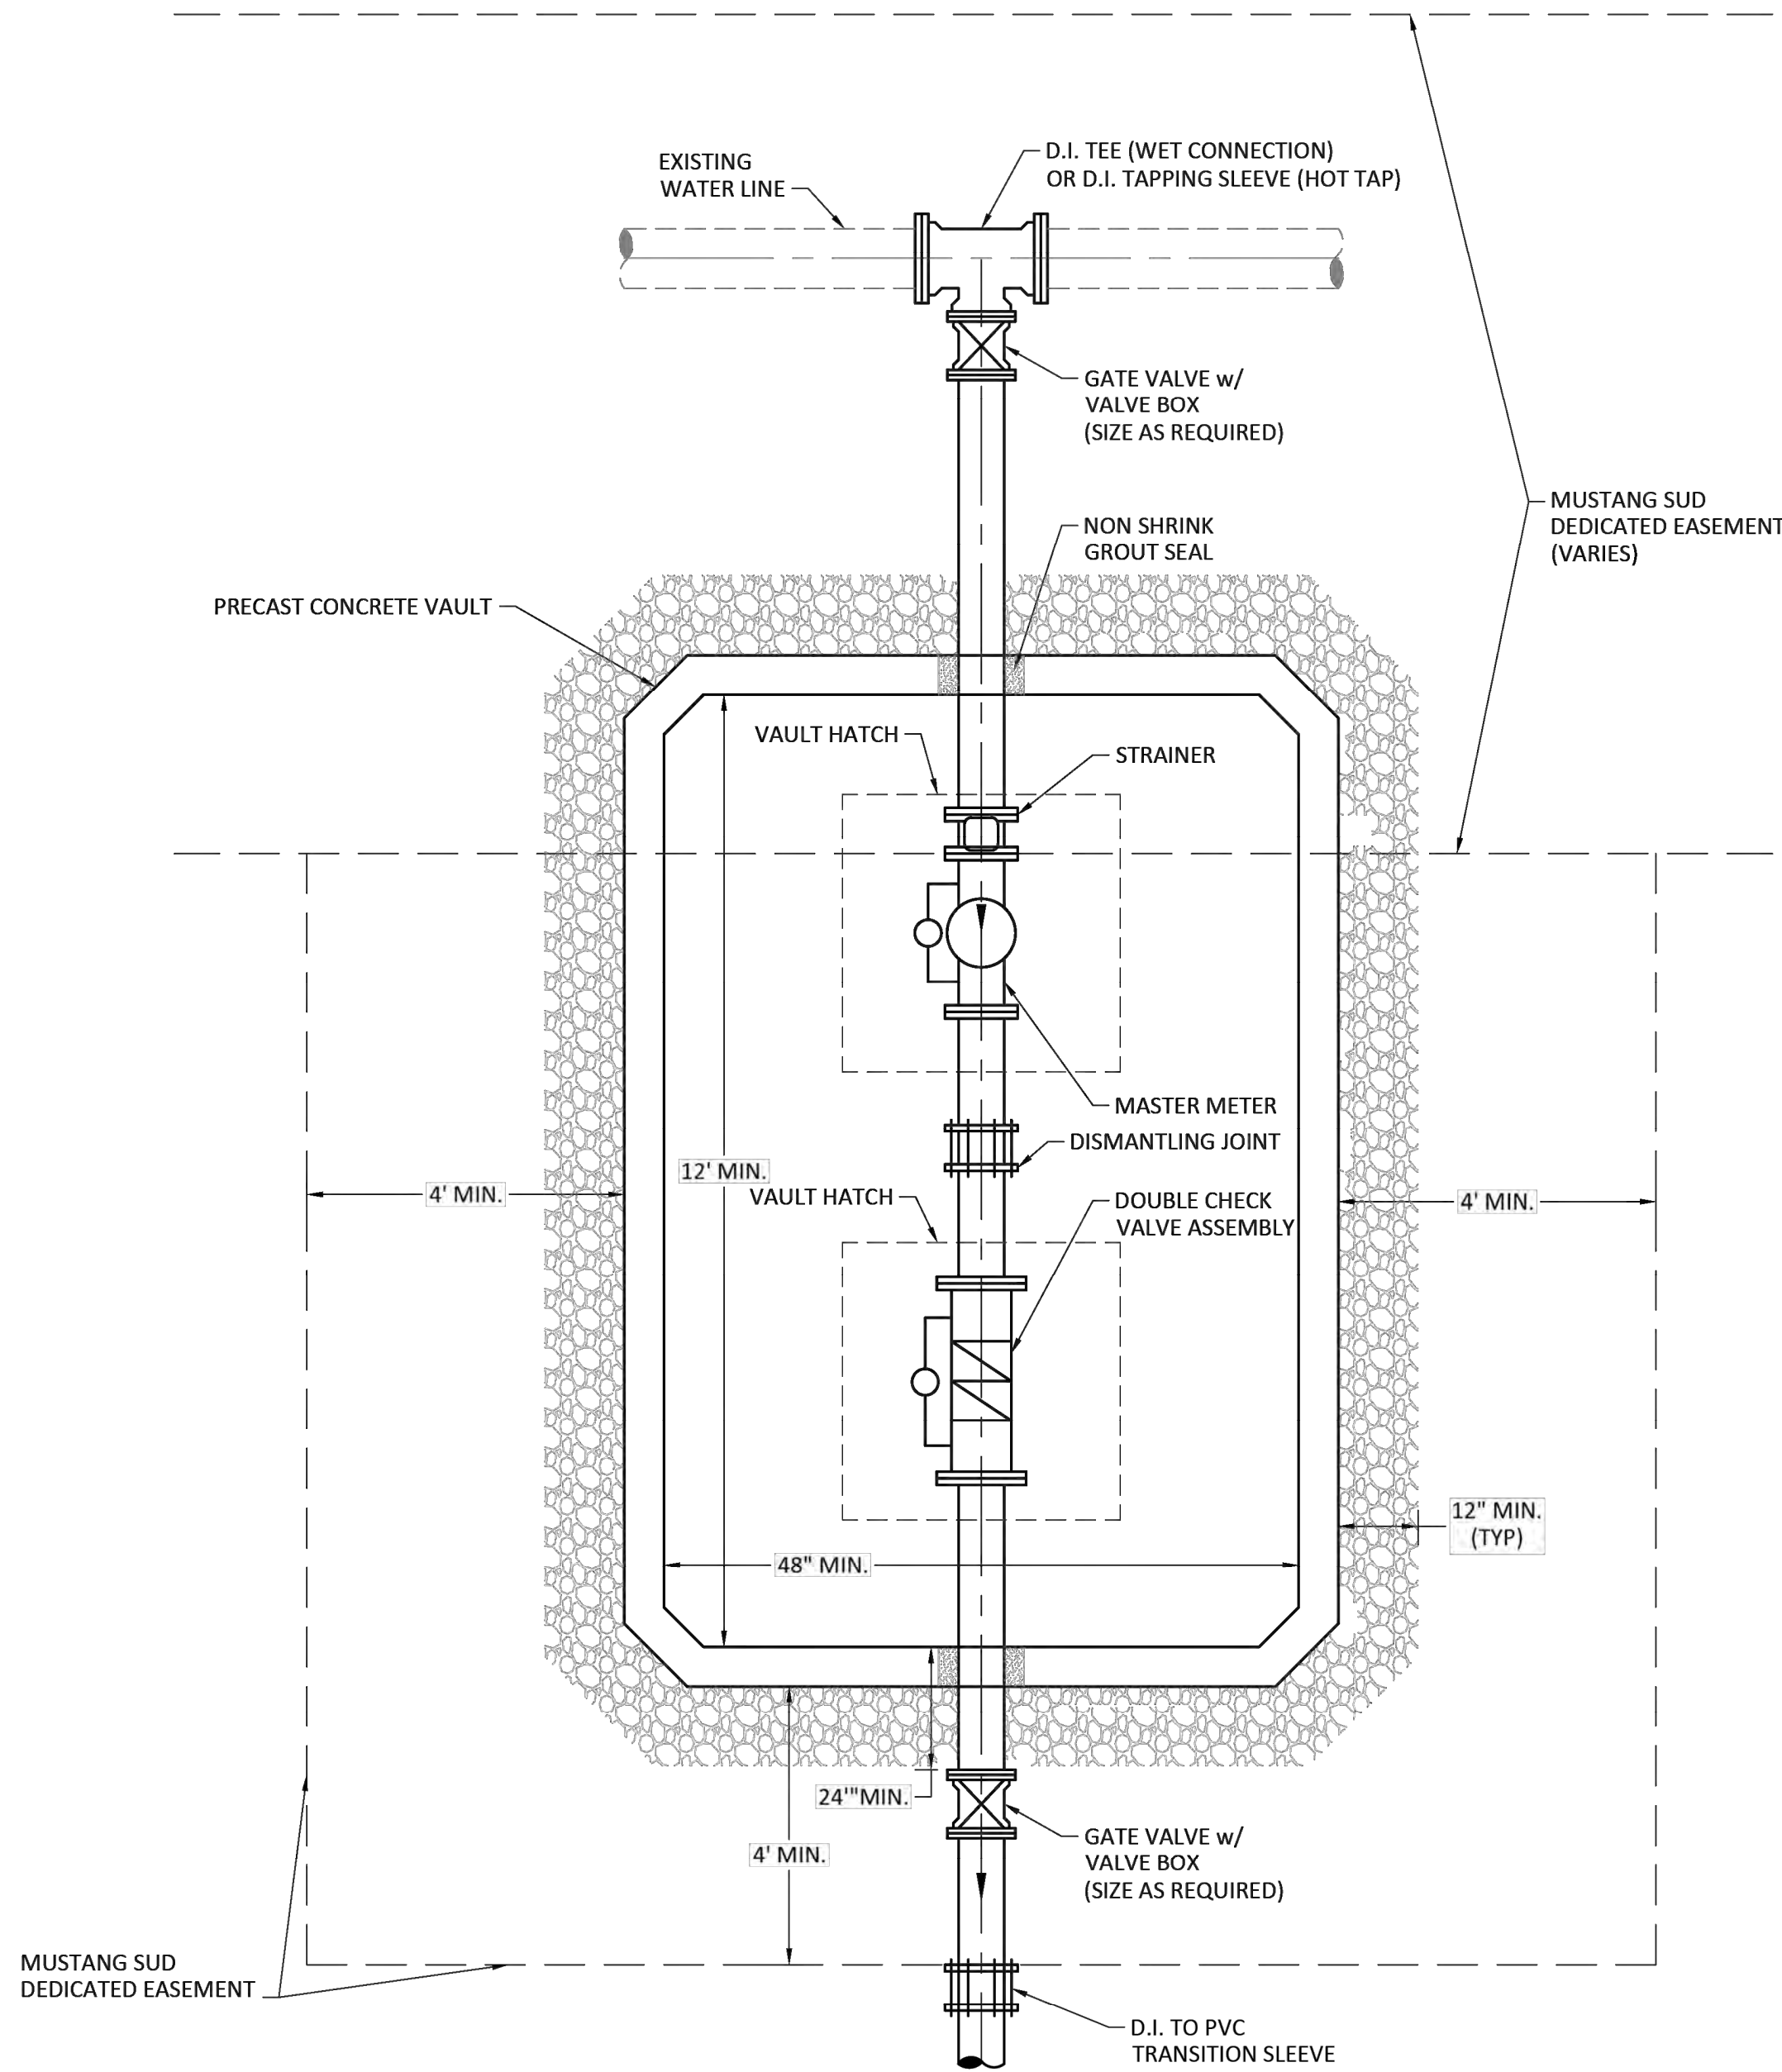 EXISTING
WATER LINE
D.I. TEE (WET CONNECTION)
OR D.I. TAPPING SLEEVE (HOT TAP)
GATE VALVE w/
VALVE BOX
(SIZE AS REQUIRED)
MUSTANG SUD
DEDICATED EASEMENT
(VARIES)
NON SHRINK
GROUT SEAL
PRECAST CONCRETE VAULT
VAULT HATCH
STRAINER
MASTER METER
DISMANTLING JOINT
12' MIN.
4' MIN.
VAULT HATCH
DOUBLE CHECK
VALVE ASSEMBLY
4' MIN.
12" MIN.
(TYP)
48" MIN.
24'"MIN.
4' MIN.
GATE VALVE w/
VALVE BOX
(SIZE AS REQUIRED)
MUSTANG SUD
DEDICATED EASEMENT
D.I. TO PVC
TRANSITION SLEEVE